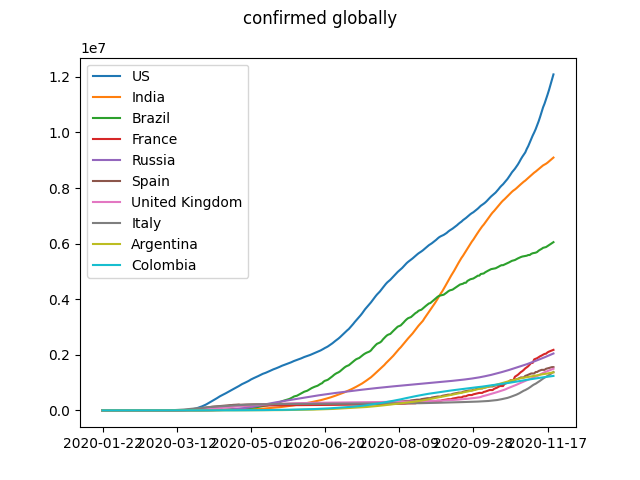 confirmed globally
1e7
1.2
1.0
0.8
0.6
0.4
0.2
0.0
US
India
Brazil
France
Russia
Spain
United Kingdom
Italy
Argentina
Colombia
2020-01-22 2020-03-12 2020-05-01 2020-06-20 2020-08-09 2020-09-28 2020-11-17